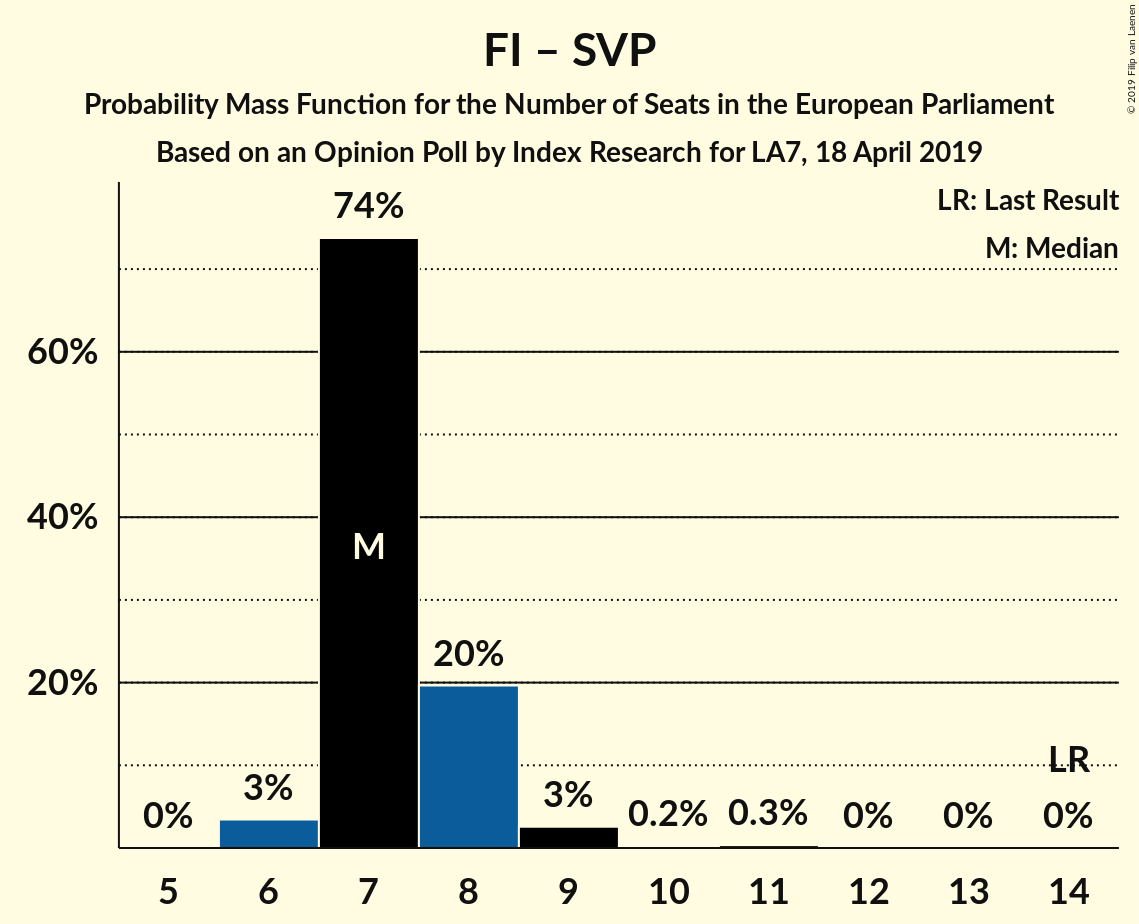 FI – SVP
Probability Mass Function for the Number of Seats in the European Parliament
Based on an Opinion Poll by Index Research for LA7, 18 April 2019
© 2019 Filip van Laenen
LR: Last Result
M: Median
74%
60%
M
40%
20%
20%
LR
3%
3%
0%
0.2%
0.3%
0%
0%
0%
5 6 7 8 9 10 11 12 13 14